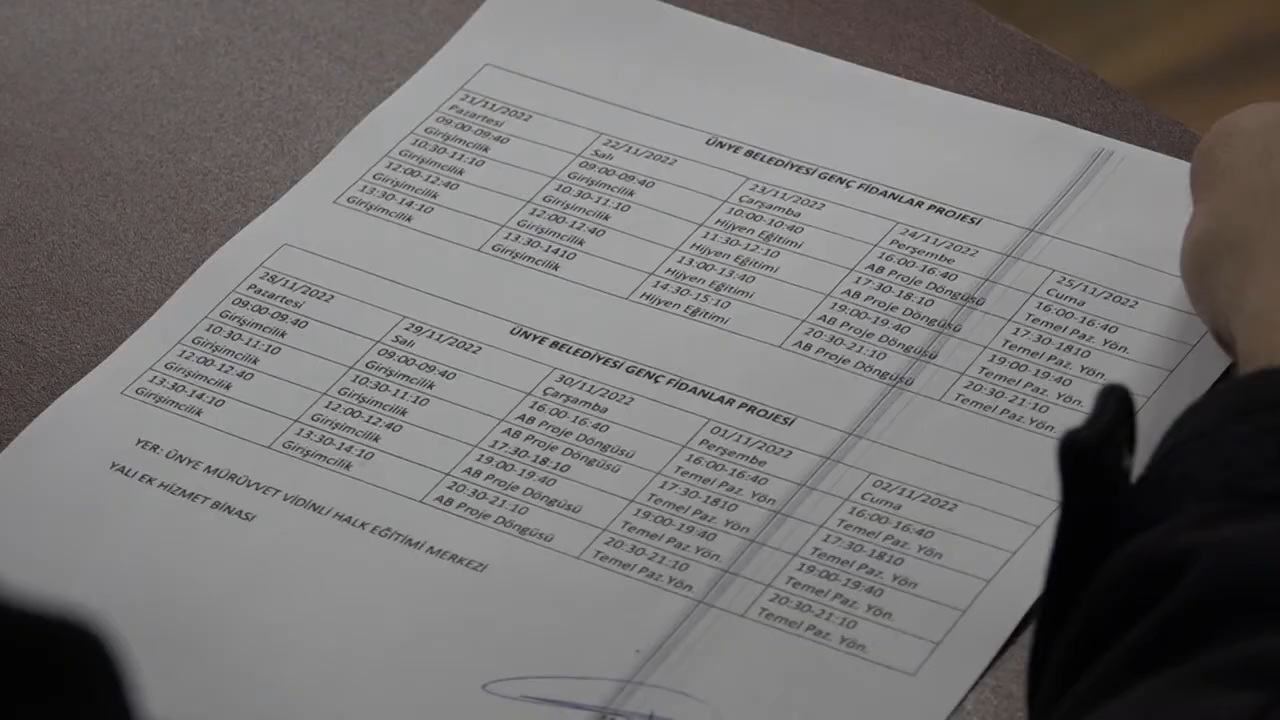 ÜNYE BELEDİYESİ GENÇ FİDANLAR PROJESİ
21/11/2022 Pazartesi
09:00-09:40 Girişimcilik
10:30-11:10 Girişimcilik
12:00-12:40 Girişimcilik
13:30-14:10 Girişimcilik
22/11/2022 Salı
09:00-09:40 Girişimcilik
10:30-11:10 Girişimcilik
12:00-12:40 Girişimcilik
13:30-1410 Girişimcilik
23/11/2022 Çarşamba
10:00-10:40 Hijyen Eğitimi
11:30-12:10 Hijyen Eğitimi
13:00-13:40 Hijyen Eğitimi
14:30-15:10 Hijyen Eğitimi
24/11/2022 Perşembe
16:00-16:40 AB Proje Döngüsü
17:30-18:10 AB Proje Döngüsü
19:00-19:40 AB Proje Döngüsü
20:30-21:10 AB Proje Döngüsü
25/11/2022 Cuma
16:00-16:40 Temel Paz. Yön.
17:30-1810 Temel Paz. Yön.
19:00-19:40 Temel Paz. Yön.
20:30-21:10 Temel Paz. Yön.
ÜNYE BELEDİYESİ GENÇ FİDANLAR PROJESİ
28/11/2022 Pazartesi
09:00-09:40 Girişimcilik
10:30-11:10 Girişimcilik
12:00-12:40 Girişimcilik
13:30-14:10 Girişimcilik
29/11/2022 Salı
09:00-09:40 Girişimcilik
10:30-11:10 Girişimcilik
12:00-12:40 Girişimcilik
13:30-14:10 Girişimcilik
30/11/2022 Çarşamba
16:00-16:40 AB Proje Döngüsü
17:30-18:10 AB Proje Döngüsü
19:00-19:40 AB Proje Döngüsü
20:30-21:10 AB Proje Döngüsü
01/11/2022 Perşembe
16:00-16:40 Temel Paz. Yön
17:30-1810 Temel Paz. Yön
19:00-19:40 Temel Paz. Yön.
20:30-21:10 Temel Paz. Yön.
02/11/2022 Cuma
16:00-16:40 Temel Paz. Yön
17:30-1810 Temel Paz. Yön
19:00-19:40 Temel Paz. Yön.
20:30-21:10 Temel Paz. Yön.
YER: ÜNYE MÜRÜVVET VİDİNLİ HALK EĞİTİMİ MERKEZİ
YALI EK HİZMET BİNASI